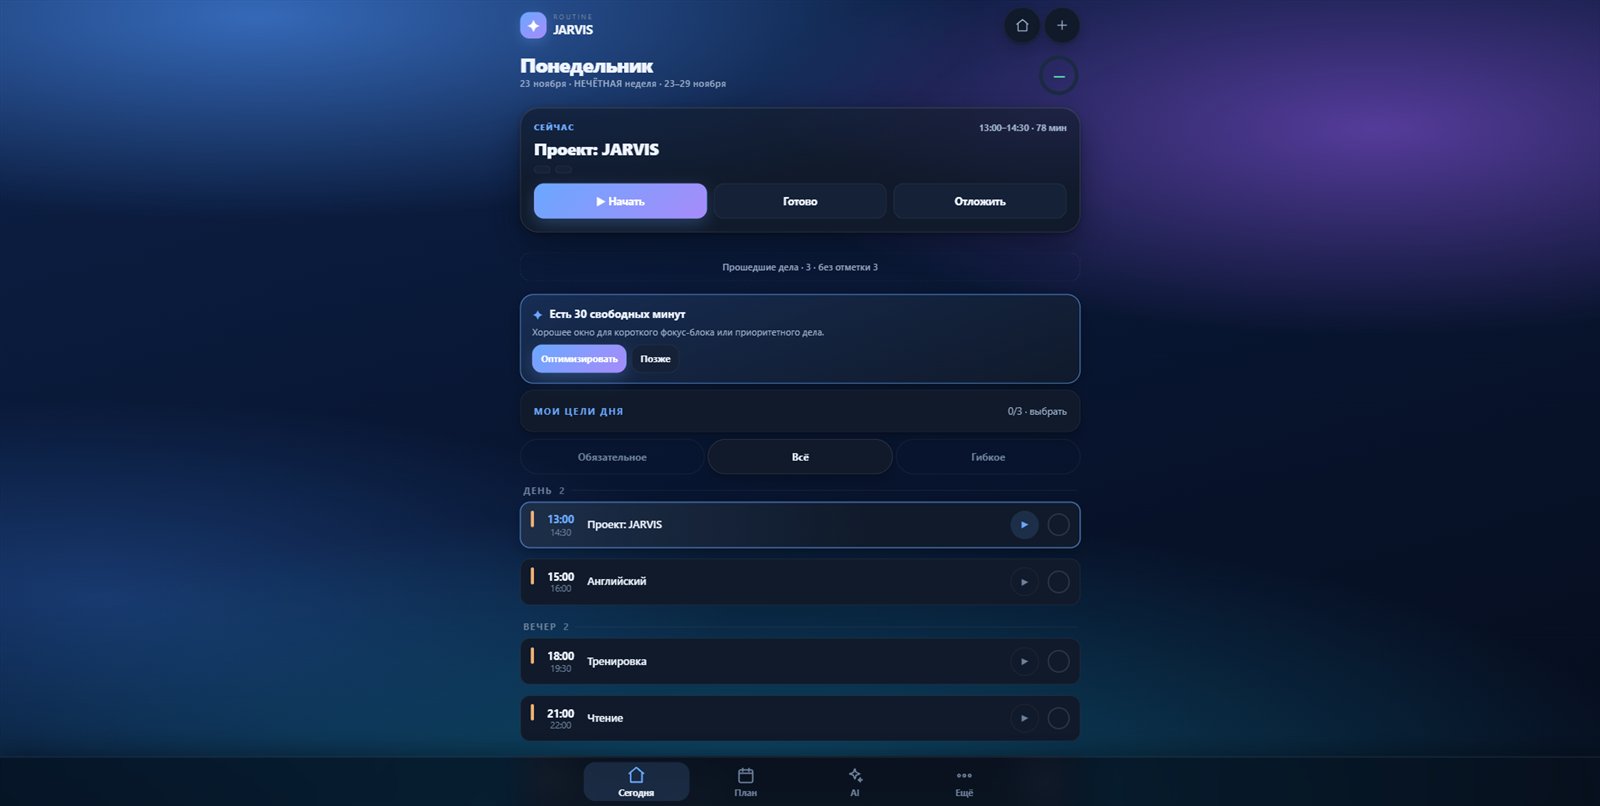 ROUTINE
JARVIS
Понедельник
23 ноября · НЕЧЁТНАЯ неделя · 23–29 ноября
СЕЙЧАС
13:00–14:30 · 78 мин
Проект: JARVIS
▶ Начать
Готово
Отложить
Прошедшие дела · 3 · без отметки 3
Есть 30 свободных минут
Хорошее окно для короткого фокус-блока или приоритетного дела.
Оптимизировать
Позже
МОИ ЦЕЛИ ДНЯ
0/3 · выбрать
Обязательное
Всё
Гибкое
ДЕНЬ 2
13:00
14:30
Проект: JARVIS
15:00
16:00
Английский
ВЕЧЕР 2
18:00
19:30
Тренировка
21:00
22:00
Чтение
Сегодня
План
AI
Ещё